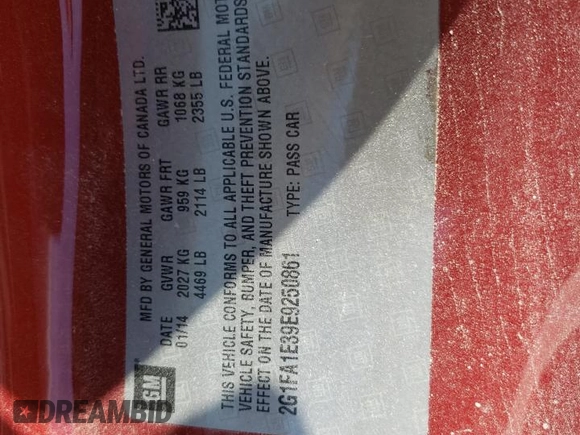 MFD BY GENERAL MOTORS OF CANADA LTD.
DATE GVWR GAWR FRT GAWR RR
01/14 2027 KG 959 KG 1068 KG
4469 LB 2114 LB 2355 LB
GM
THIS VEHICLE CONFORMS TO ALL APPLICABLE U.S. FEDERAL MOT
VEHICLE SAFETY, BUMPER, AND THEFT PREVENTION STANDARDS
EFFECT ON THE DATE OF MANUFACTURE SHOWN ABOVE.
2G1FA1E39E9250861 TYPE: PASS CAR
DREAMBID